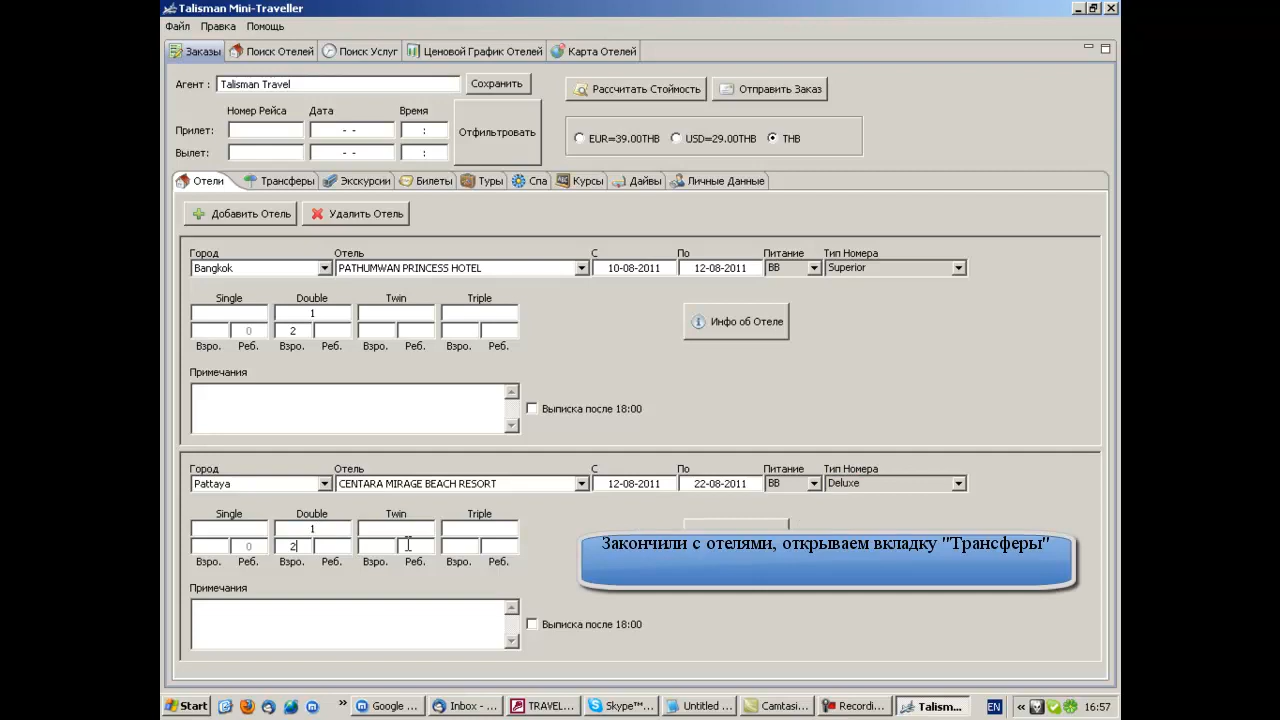 Talisman Mini-Traveller
Файл Правка Помощь
Заказы Поиск Отелей Поиск Услуг Ценовой График Отелей Карта Отелей
Агент : Talisman Travel Сохранить Рассчитать Стоймость Отправить Заказ
Номер Рейса Дата Время
Прилет: - - : Отфильтровать EUR=39.00THB USD=29.00THB THB
Вылет: - - :
Отели Трансферы Экскурсии Билеты Туры Спа Курсы Дайвы Личные Данные
Добавить Отель Удалить Отель
Город Отель С По Питание Тип Номера
Bangkok PATHUMWAN PRINCESS HOTEL 10-08-2011 12-08-2011 BB Superior
Single Double Twin Triple
1
0 2 Инфо об Отеле
Взро. Реб. Взро. Реб. Взро. Реб. Взро. Реб.
Примечания
Выписка после 18:00
Город Отель С По Питание Тип Номера
Pattaya CENTARA MIRAGE BEACH RESORT 12-08-2011 22-08-2011 BB Deluxe
Single Double Twin Triple
1
0 2
Взро. Реб. Взро. Реб. Взро. Реб. Взро. Реб.
Закончили с отелями, открываем вкладку "Трансферы"
Примечания
Выписка после 18:00
Start » Google ... Inbox - ... TRAVEL... Skype™... Untitled ... Camtasi... Recordi... Talism... EN « 16:57